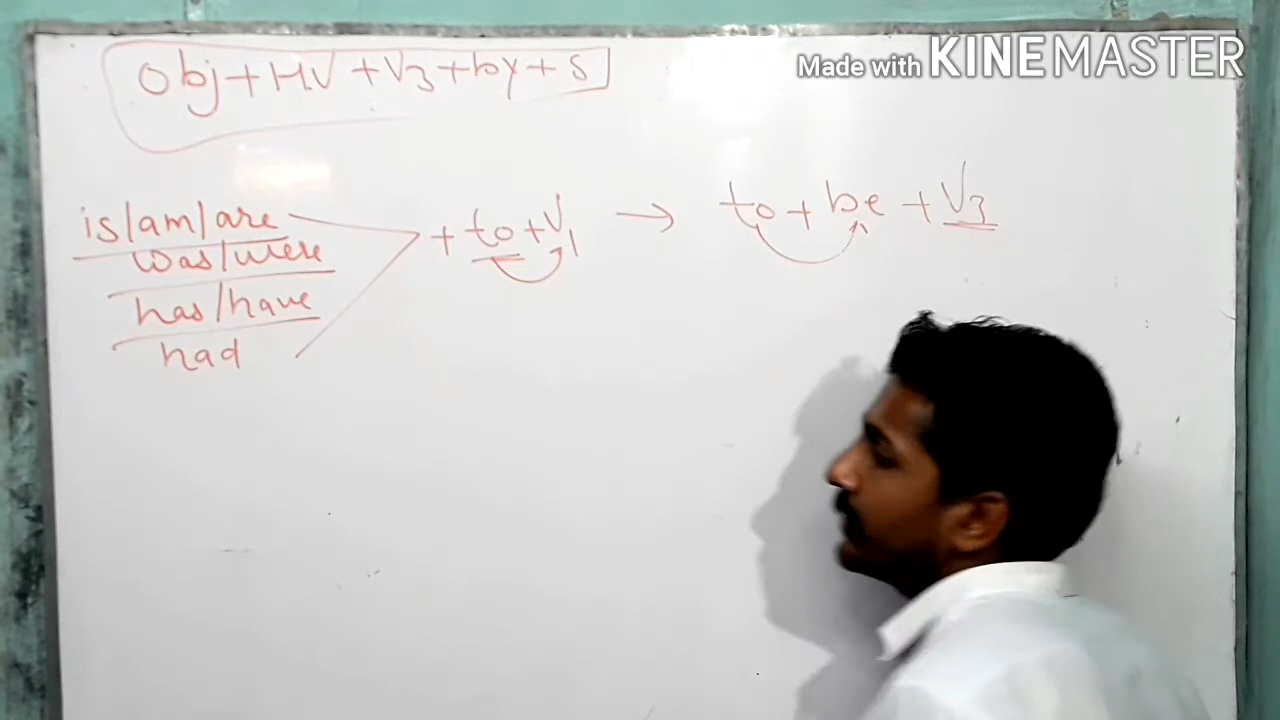 Obj+HV+V3+by+S
Made with KINEMASTER
is/am/are
was/were
has/have
had
+ to+V1 → to+be+V3